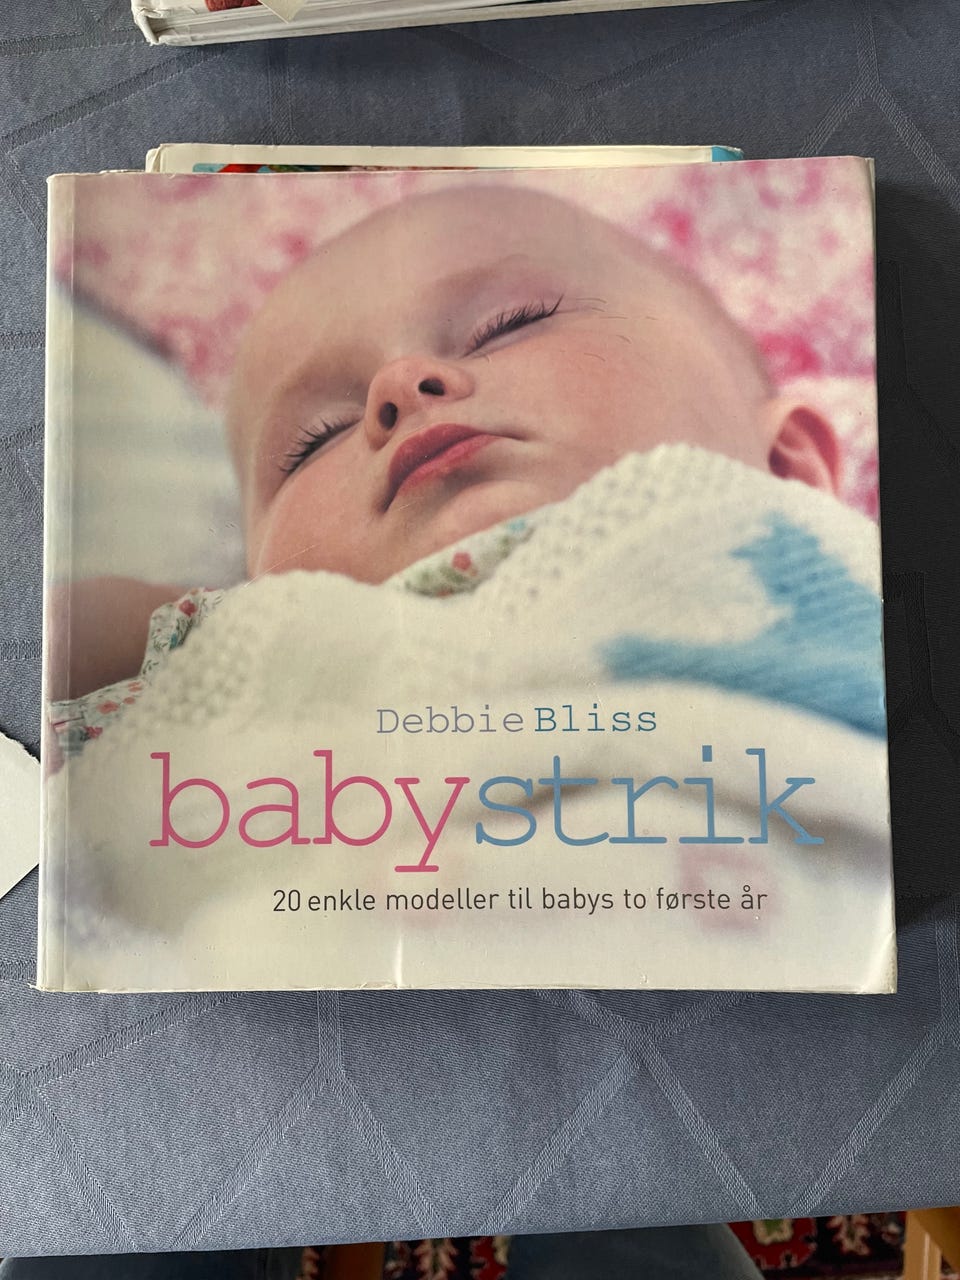 Debbie Bliss
babystrik
20 enkle modeller til babys to første år